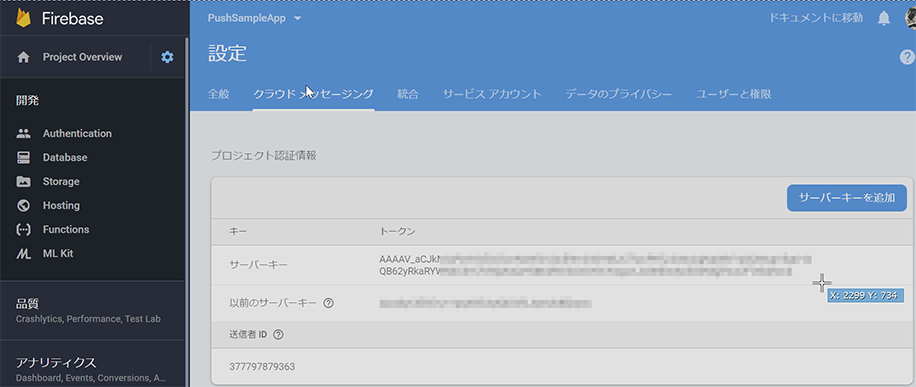 Firebase
PushSampleApp
ドキュメントに移動
Project Overview
設定
全般
クラウド メッセージング
統合
サービス アカウント
データのプライバシー
ユーザーと権限
開発
Authentication
Database
Storage
Hosting
Functions
ML Kit
品質
Crashlytics, Performance, Test Lab
アナリティクス
Dashboard, Events, Conversions, A...
プロジェクト認証情報
サーバーキーを追加
キー
トークン
サーバーキー
AAAAV_aCJk
QB62yRkaRYW
以前のサーバーキー
送信者 ID
377797879363
X: 2299 Y: 734